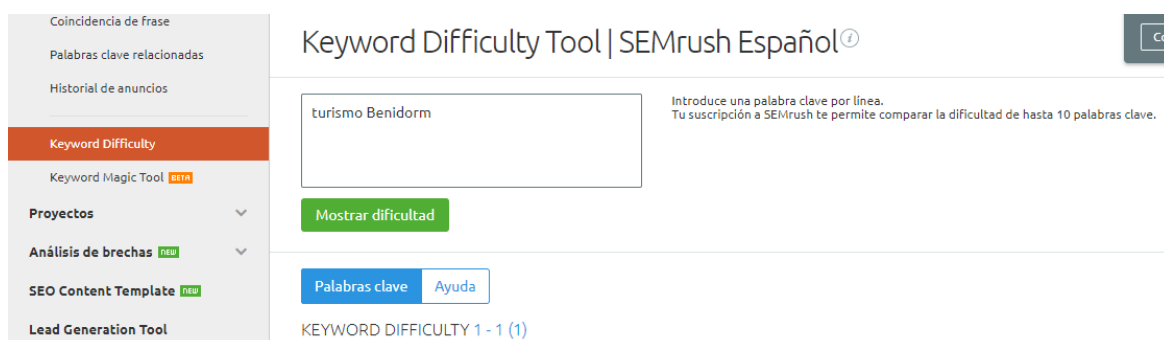 Coincidencia de frase
Palabras clave relacionadas
Historial de anuncios
Keyword Difficulty
Keyword Magic Tool BETA
Proyectos
Análisis de brechas NEW
SEO Content Template NEW
Lead Generation Tool
Keyword Difficulty Tool | SEMrush Español i
turismo Benidorm
Introduce una palabra clave por línea.
Tu suscripción a SEMrush te permite comparar la dificultad de hasta 10 palabras clave.
Mostrar dificultad
Palabras clave Ayuda
KEYWORD DIFFICULTY 1 - 1 (1)